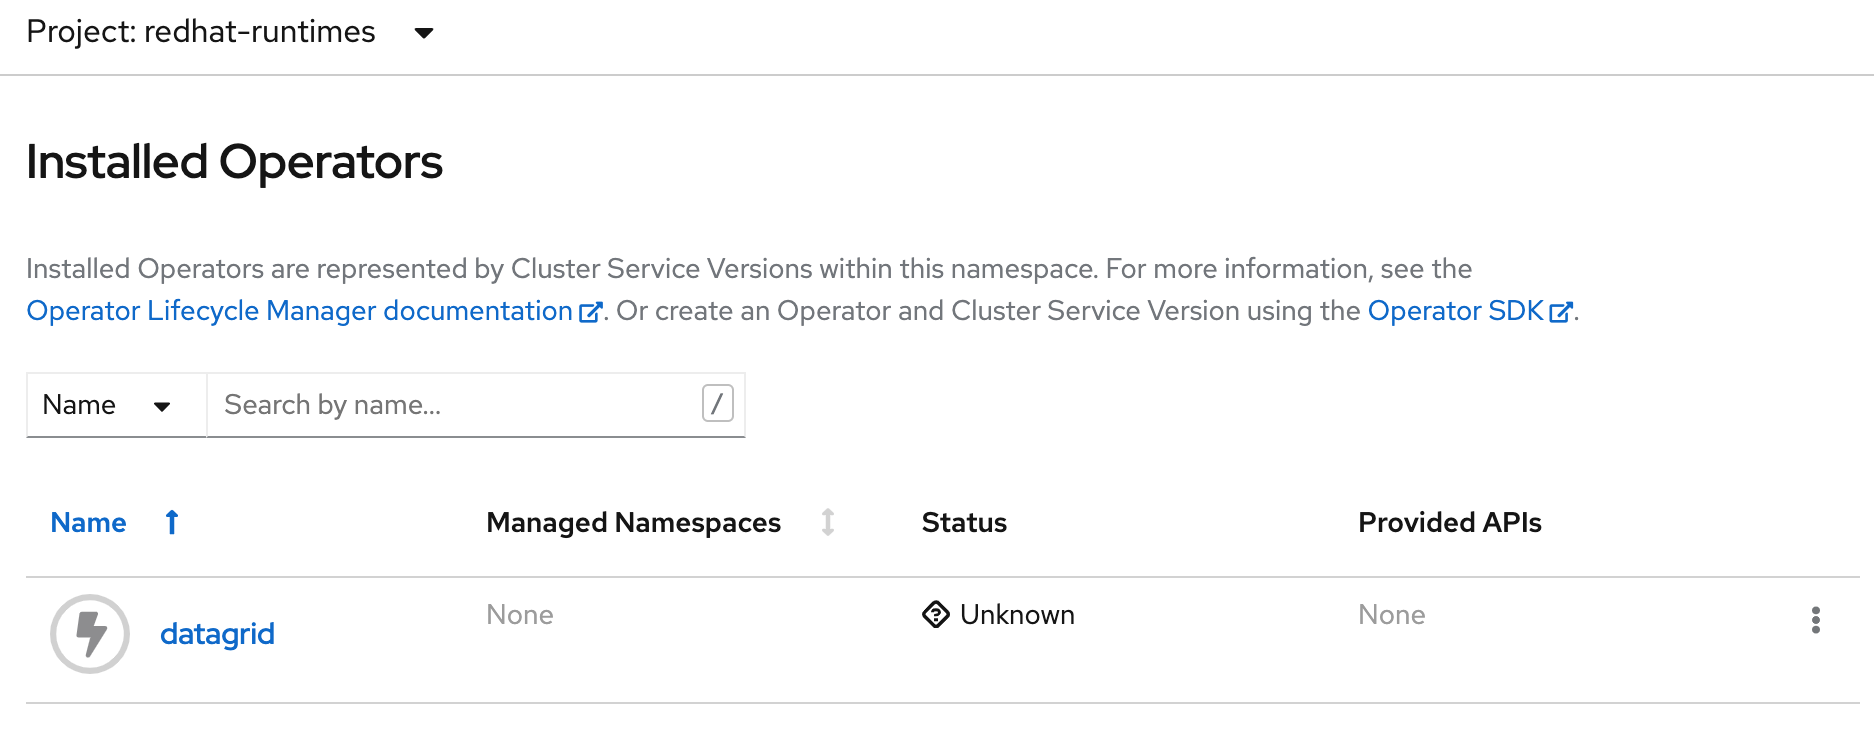 Project: redhat-runtimes
Installed Operators
Installed Operators are represented by Cluster Service Versions within this namespace. For more information, see the
Operator Lifecycle Manager documentation. Or create an Operator and Cluster Service Version using the Operator SDK.
Name Search by name... /
Name Managed Namespaces Status Provided APIs
datagrid None Unknown None